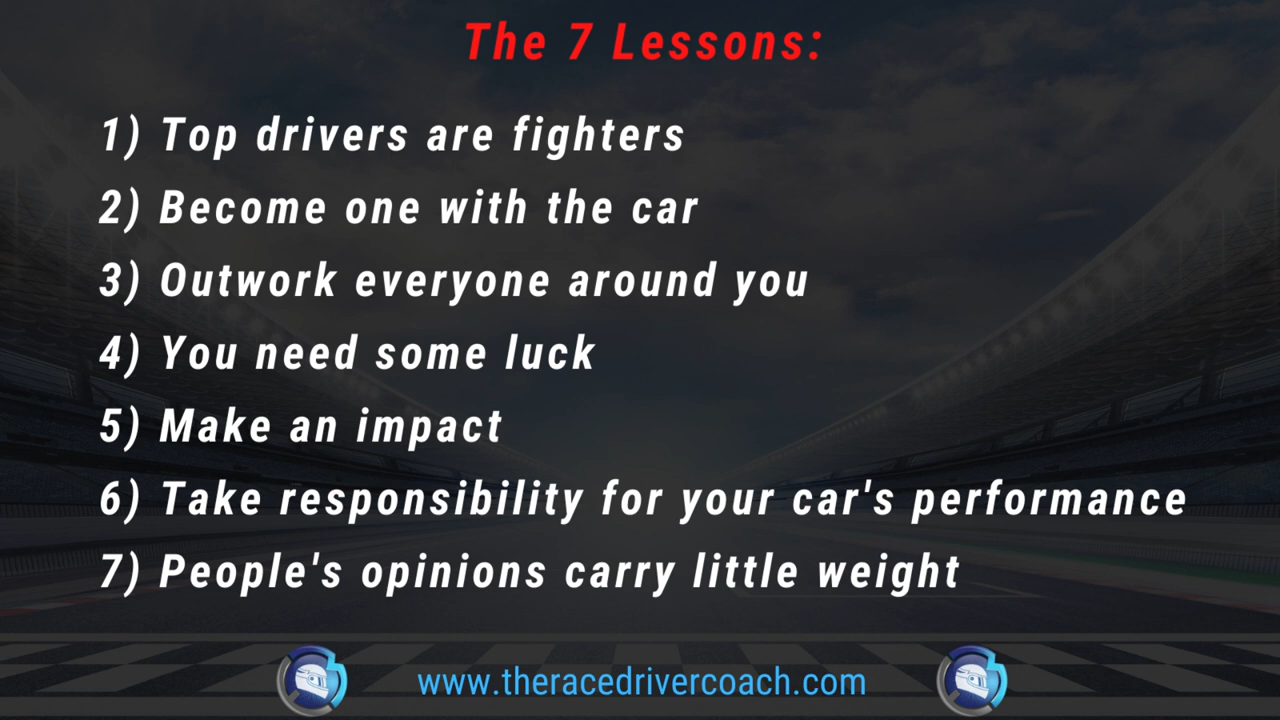 The 7 Lessons:
1) Top drivers are fighters
2) Become one with the car
3) Outwork everyone around you
4) You need some luck
5) Make an impact
6) Take responsibility for your car's performance
7) People's opinions carry little weight
www.theracedrivercoach.com